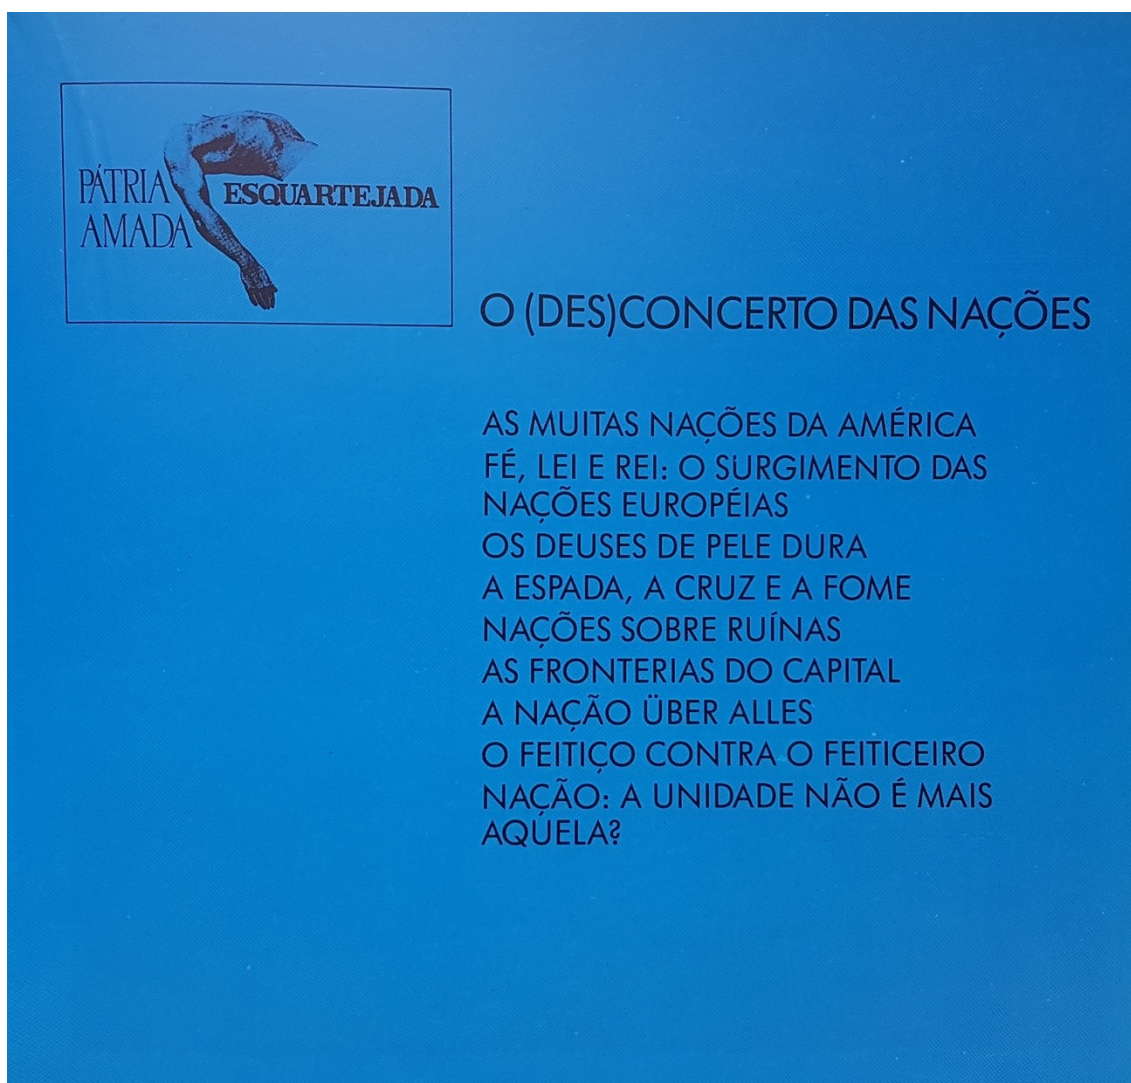 PÁTRIA
AMADA
ESQUARTEJADA
O (DES)CONCERTO DAS NAÇÕES
AS MUITAS NAÇÕES DA AMÉRICA
FÉ, LEI E REI: O SURGIMENTO DAS
NAÇÕES EUROPÉIAS
OS DEUSES DE PELE DURA
A ESPADA, A CRUZ E A FOME
NAÇÕES SOBRE RUÍNAS
AS FRONTERIAS DO CAPITAL
A NAÇÃO ÜBER ALLES
O FEITIÇO CONTRA O FEITICEIRO
NAÇÃO: A UNIDADE NÃO É MAIS
AQUELA?